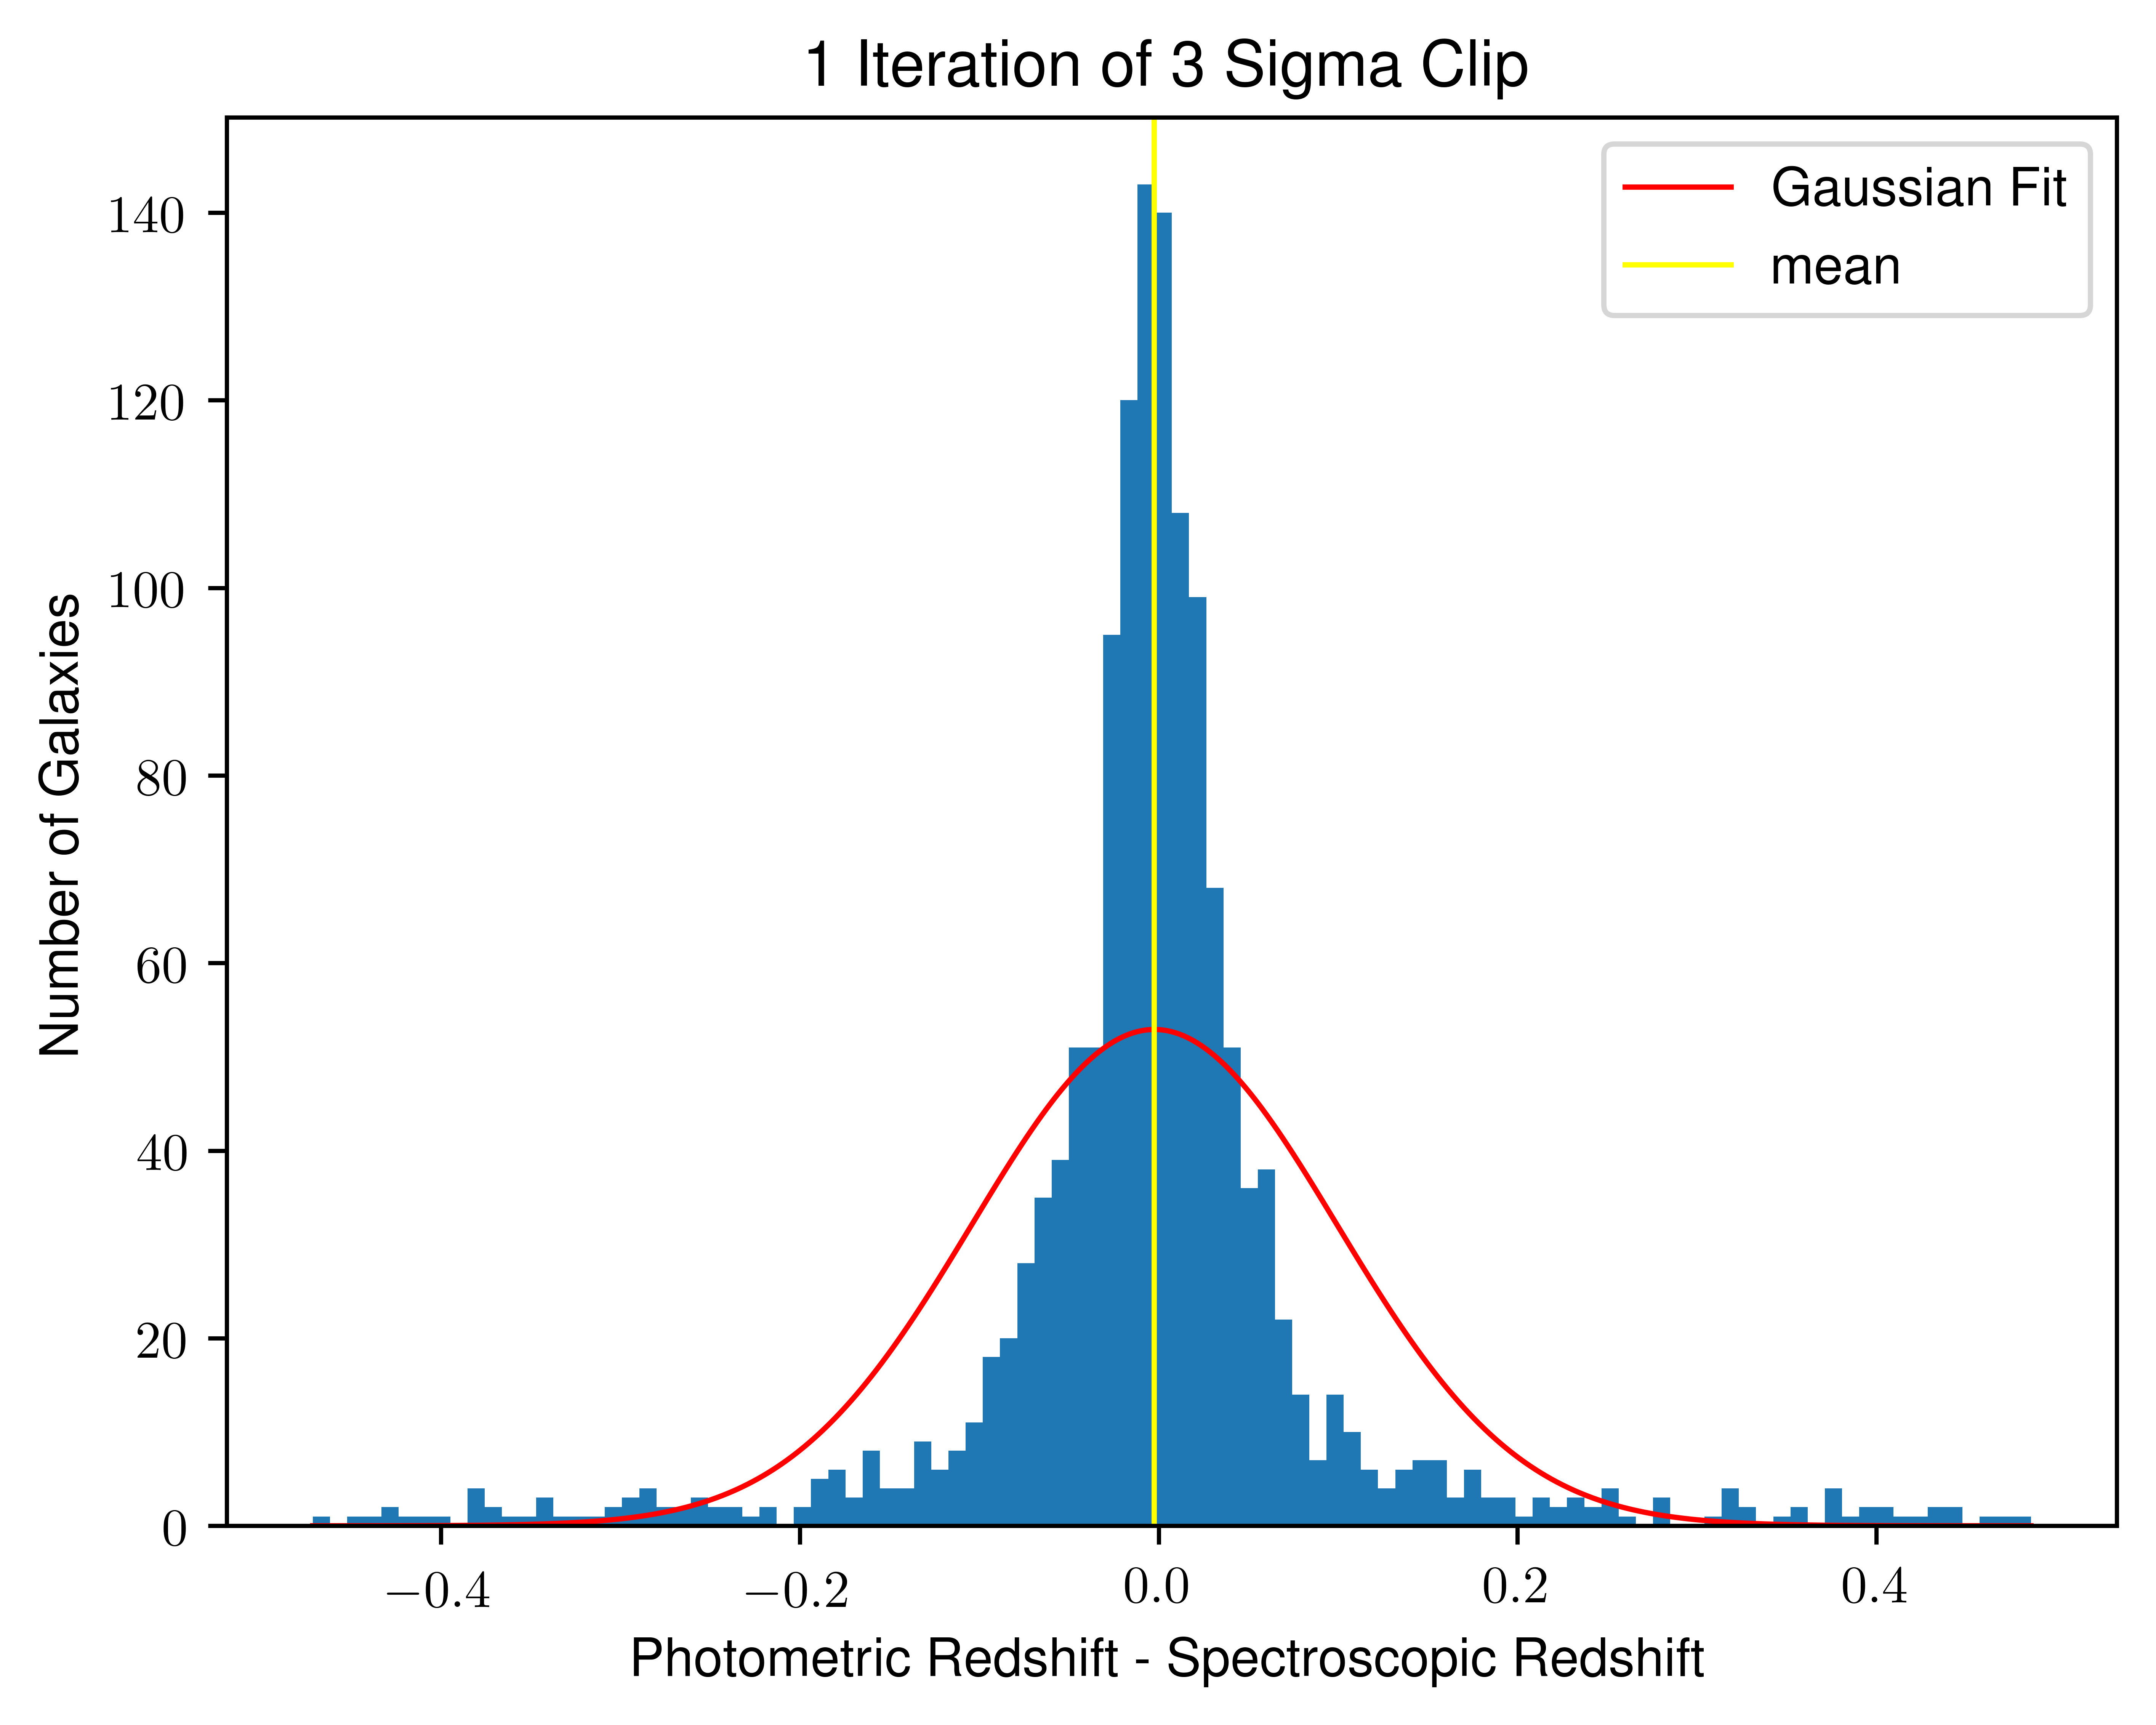 1 Iteration of 3 Sigma Clip
Gaussian Fit
mean
140
120
100
80
60
40
20
0
Number of Galaxies
−0.4 −0.2 0.0 0.2 0.4
Photometric Redshift - Spectroscopic Redshift